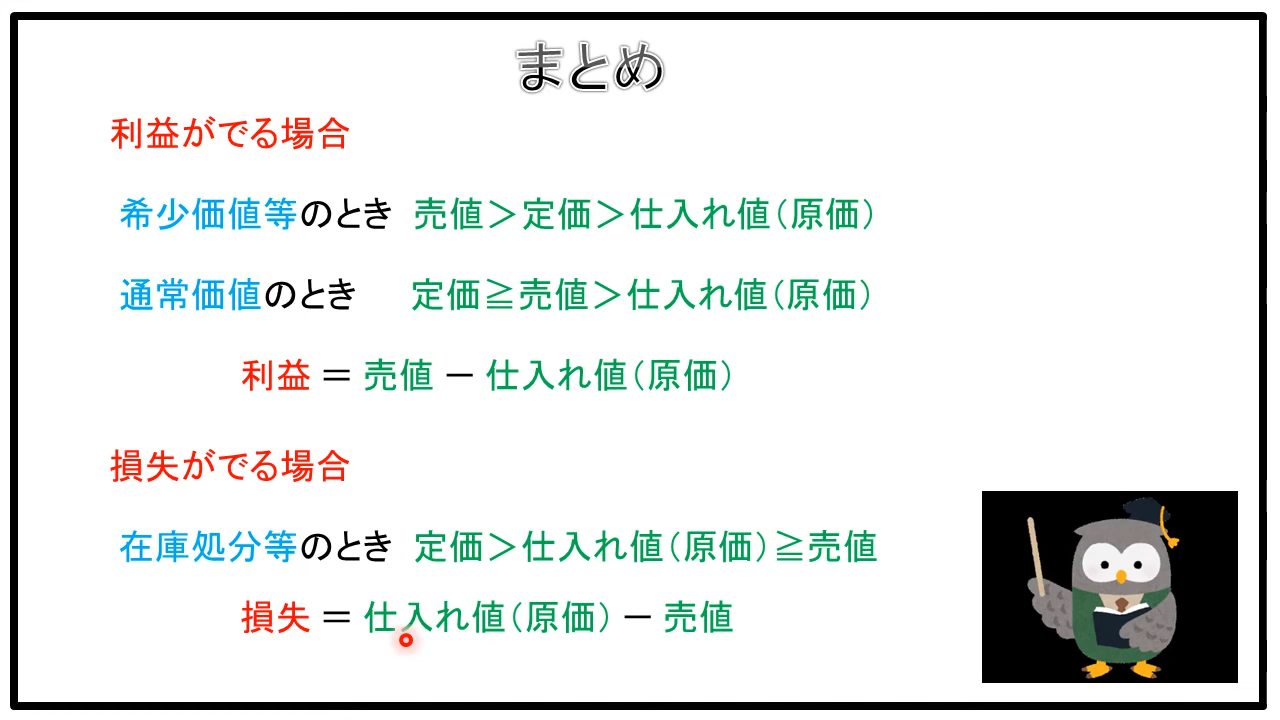 まとめ
利益がでる場合
希少価値等のとき 売値＞定価＞仕入れ値（原価）
通常価値のとき 定価≧売値＞仕入れ値（原価）
利益 ＝ 売値 － 仕入れ値（原価）
損失がでる場合
在庫処分等のとき 定価＞仕入れ値（原価）≧売値
損失 ＝ 仕入れ値（原価） － 売値